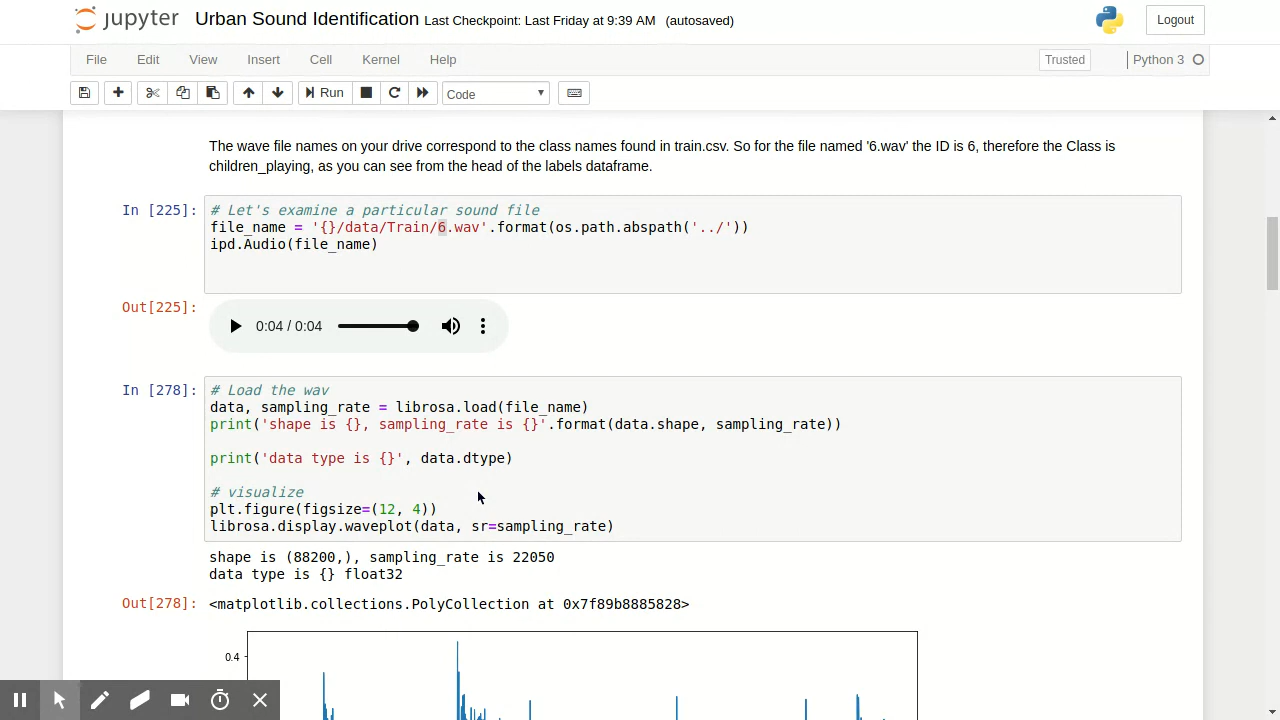 jupyter Urban Sound Identification Last Checkpoint: Last Friday at 9:39 AM (autosaved) Logout
File Edit View Insert Cell Kernel Help Trusted Python 3
Run Code
The wave file names on your drive correspond to the class names found in train.csv. So for the file named '6.wav' the ID is 6, therefore the Class is
children_playing, as you can see from the head of the labels dataframe.
In [225]: # Let's examine a particular sound file
file_name = '{}/data/Train/6.wav'.format(os.path.abspath('../'))
ipd.Audio(file_name)
Out[225]:
0:04 / 0:04
In [278]: # Load the wav
data, sampling_rate = librosa.load(file_name)
print('shape is {}, sampling_rate is {}'.format(data.shape, sampling_rate))
print('data type is {}', data.dtype)
# visualize
plt.figure(figsize=(12, 4))
librosa.display.waveplot(data, sr=sampling_rate)
shape is (88200,), sampling_rate is 22050
data type is {} float32
Out[278]: <matplotlib.collections.PolyCollection at 0x7f89b8885828>
0.4